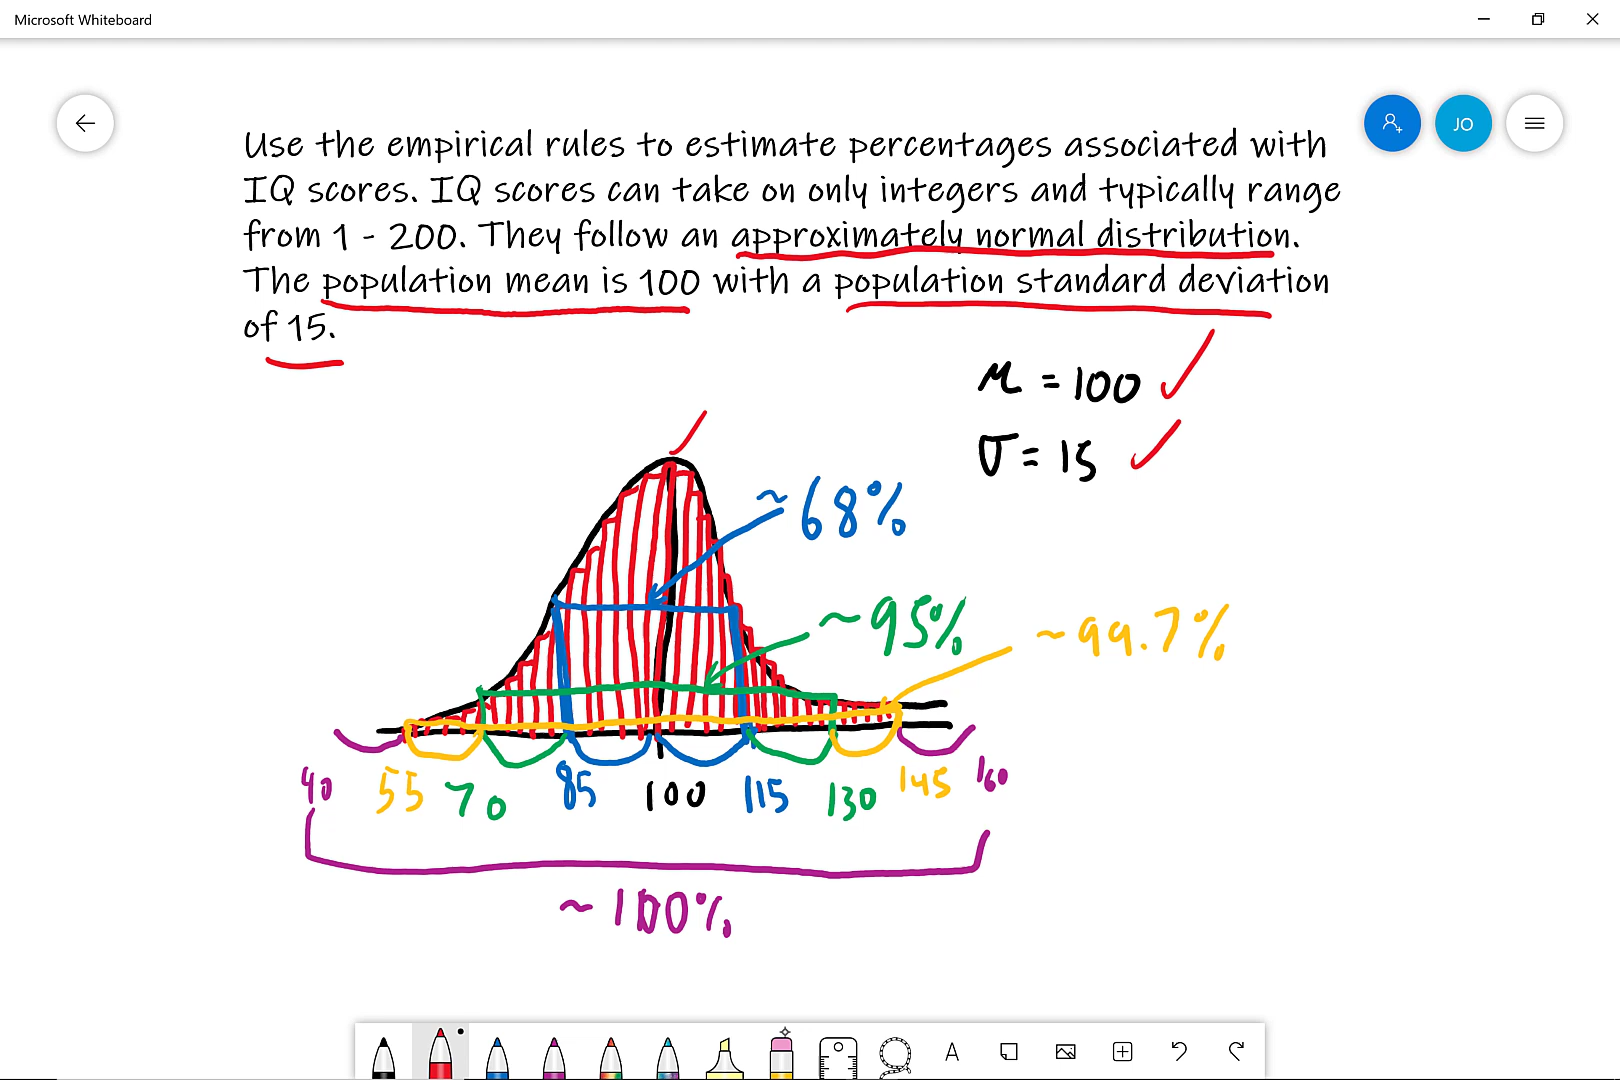 Microsoft Whiteboard
JO
Use the empirical rules to estimate percentages associated with
IQ scores. IQ scores can take on only integers and typically range
from 1 - 200. They follow an approximately normal distribution.
The population mean is 100 with a population standard deviation
of 15.
μ = 100
σ = 15
~68%
~95%
~99.7%
40 55 70 85 100 115 130 145 160
~100%
A